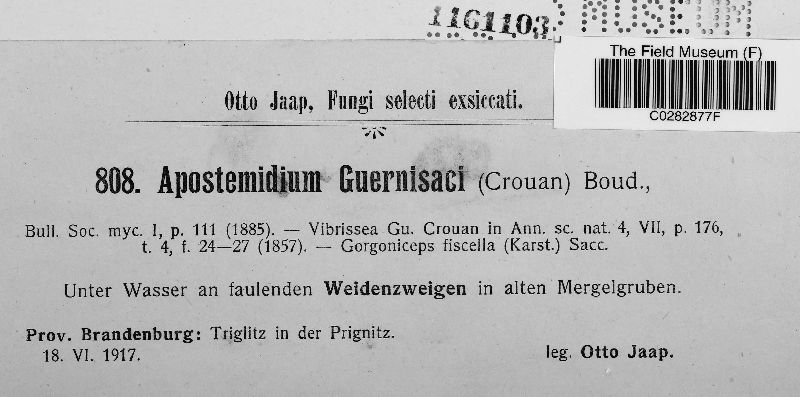 1161103
MUSEUM
The Field Museum (F)
C0282877F
Otto Jaap, Fungi selecti exsiccati.
808. Apostemidium Guernisaci (Crouan) Boud.,
Bull. Soc. myc. I, p. 111 (1885). — Vibrissea Gu. Crouan in Ann. sc. nat. 4, VII, p. 176,
t. 4, f. 24—27 (1857). — Gorgoniceps fiscella (Karst.) Sacc.
Unter Wasser an faulenden Weidenzweigen in alten Mergelgruben.
Prov. Brandenburg: Triglitz in der Prignitz.
18. VI. 1917.
leg. Otto Jaap.